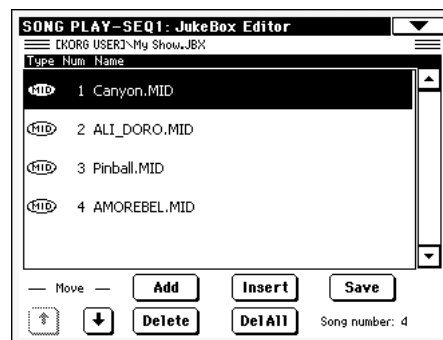 SONG PLAY-SEQ1: JukeBox Editor
[KORG USER]\My Show.JBX
Type Num Name
MID 1 Canyon.MID
MID 2 ALI_DORO.MID
MID 3 Pinball.MID
MID 4 AMOREBEL.MID
— Move — Add Insert Save
Delete DelAll Song number: 4